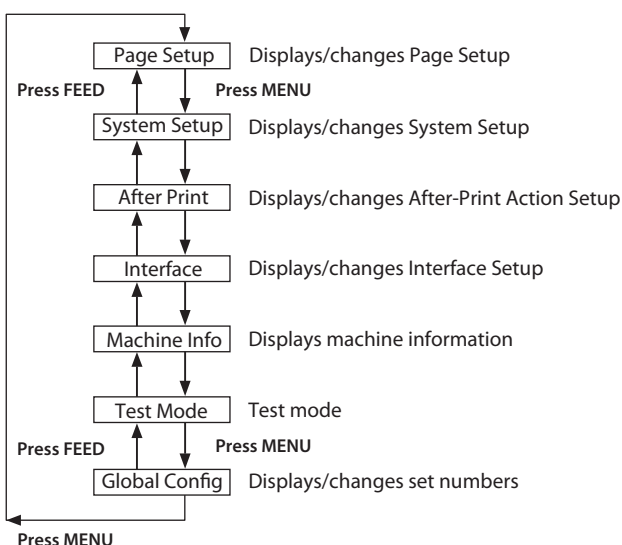 Page Setup Displays/changes Page Setup
Press FEED Press MENU
System Setup Displays/changes System Setup
After Print Displays/changes After-Print Action Setup
Interface Displays/changes Interface Setup
Machine Info Displays machine information
Test Mode Test mode
Press FEED Press MENU
Global Config Displays/changes set numbers
Press MENU